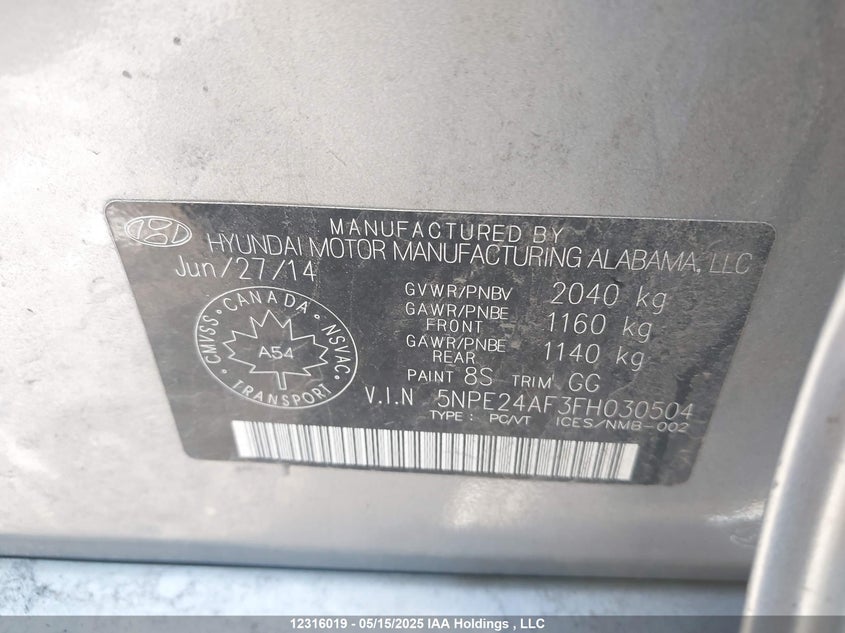 MANUFACTURED BY
HYUNDAI MOTOR MANUFACTURING ALABAMA, LLC
Jun/27/14
GVWR/PNBV 2040 kg
GAWR/PNBE FRONT 1160 kg
GAWR/PNBE REAR 1140 kg
PAINT 8S TRIM GG
V.I.N 5NPE24AF3FH030504
TYPE : PC/VT ICES/NMB-002
CMVSS · CANADA · NSVAC
A54
TRANSPORT
12316019 - 05/15/2025 IAA Holdings , LLC